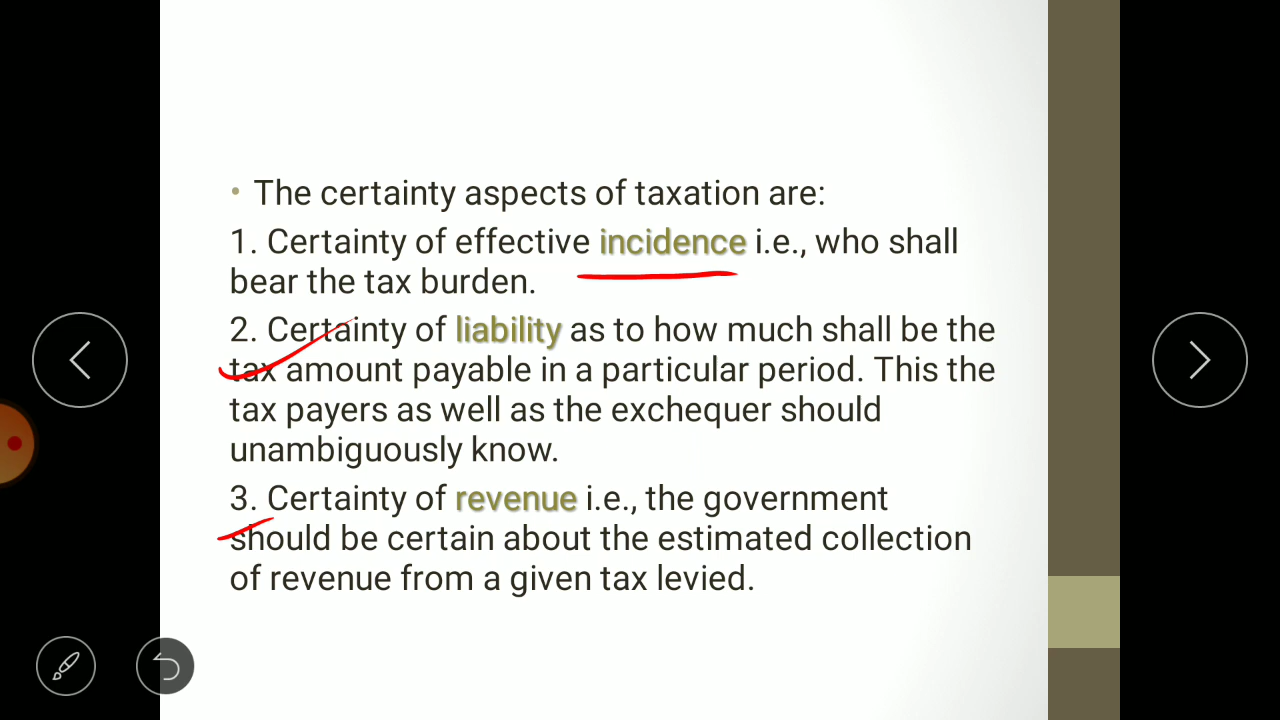 • The certainty aspects of taxation are:
1. Certainty of effective incidence i.e., who shall
bear the tax burden.
2. Certainty of liability as to how much shall be the
tax amount payable in a particular period. This the
tax payers as well as the exchequer should
unambiguously know.
3. Certainty of revenue i.e., the government
should be certain about the estimated collection
of revenue from a given tax levied.